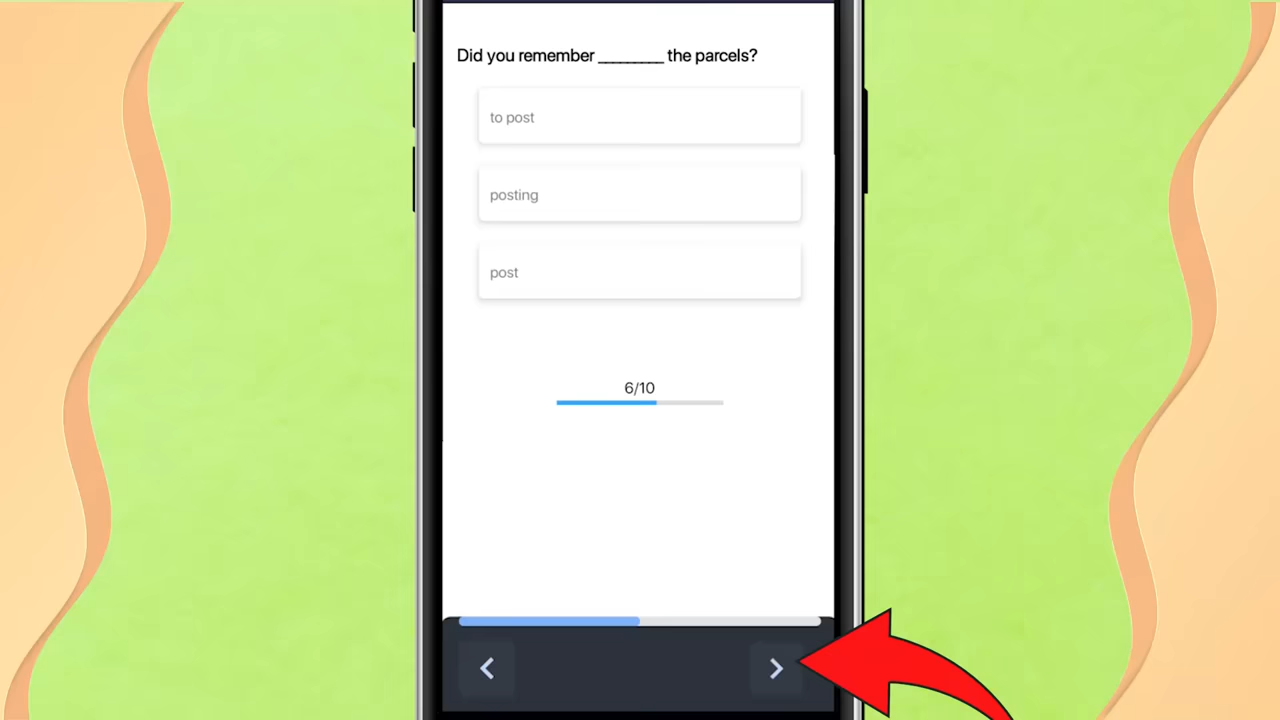 Did you remember ________ the parcels?
to post
posting
post
6/10